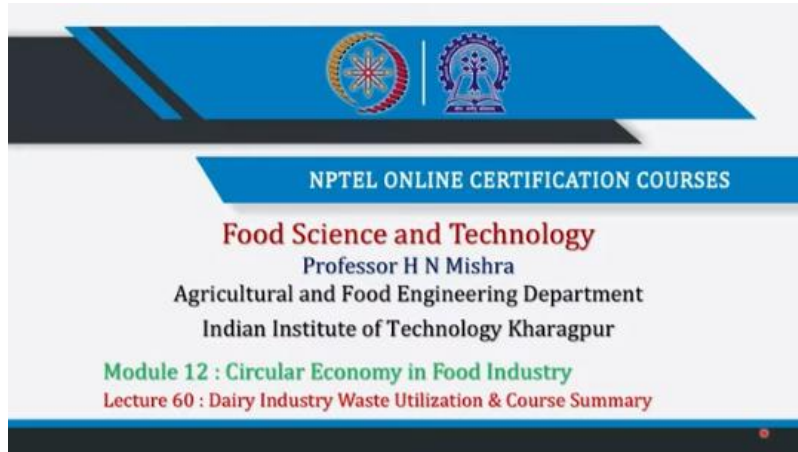 NPTEL ONLINE CERTIFICATION COURSES
Food Science and Technology
Professor H N Mishra
Agricultural and Food Engineering Department
Indian Institute of Technology Kharagpur
Module 12 : Circular Economy in Food Industry
Lecture 60 : Dairy Industry Waste Utilization & Course Summary